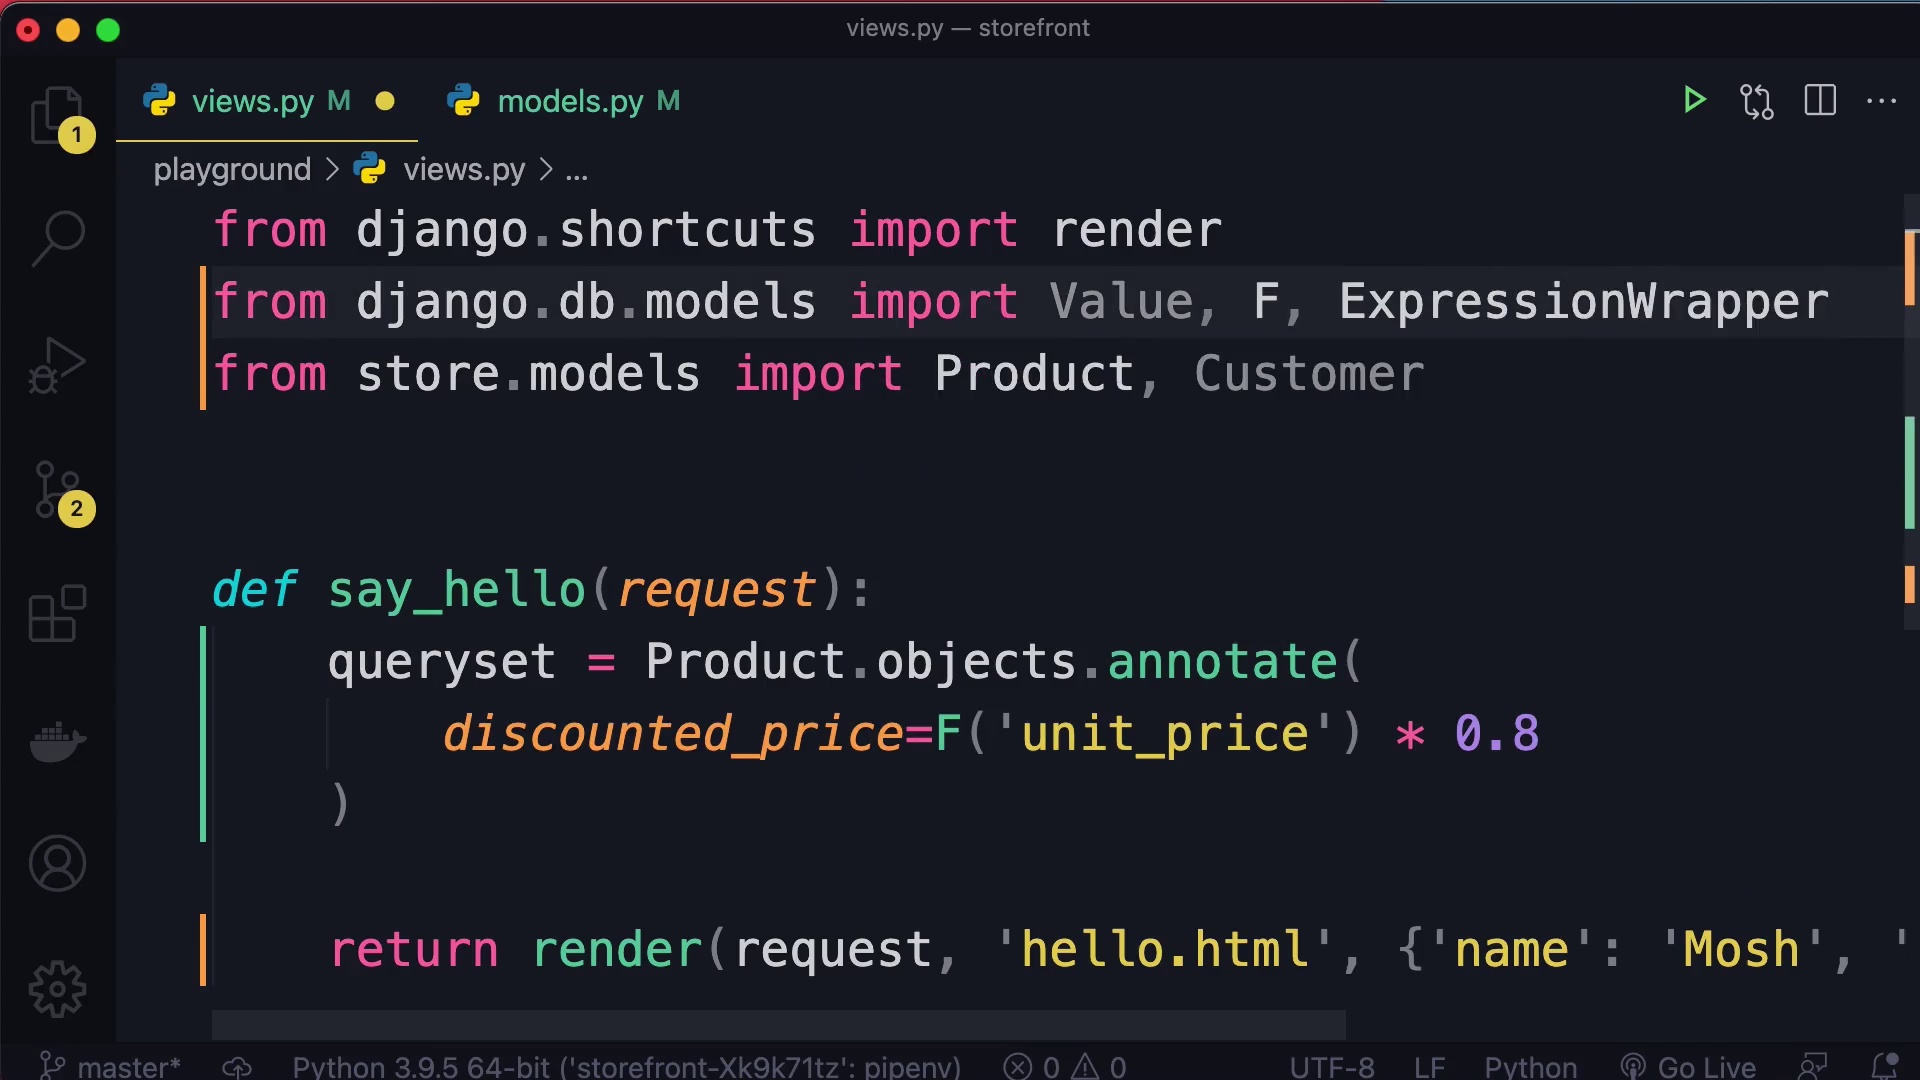 views.py — storefront
views.py M
models.py M
1
playground > views.py > ...
from django.shortcuts import render
from django.db.models import Value, F, ExpressionWrapper
from store.models import Product, Customer
2
def say_hello(request):
queryset = Product.objects.annotate(
discounted_price=F('unit_price') * 0.8
)
return render(request, 'hello.html', {'name': 'Mosh', '
master* Python 3.9.5 64-bit ('storefront-Xk9k71tz': pipenv) 0 0 UTF-8 LF Python Go Live